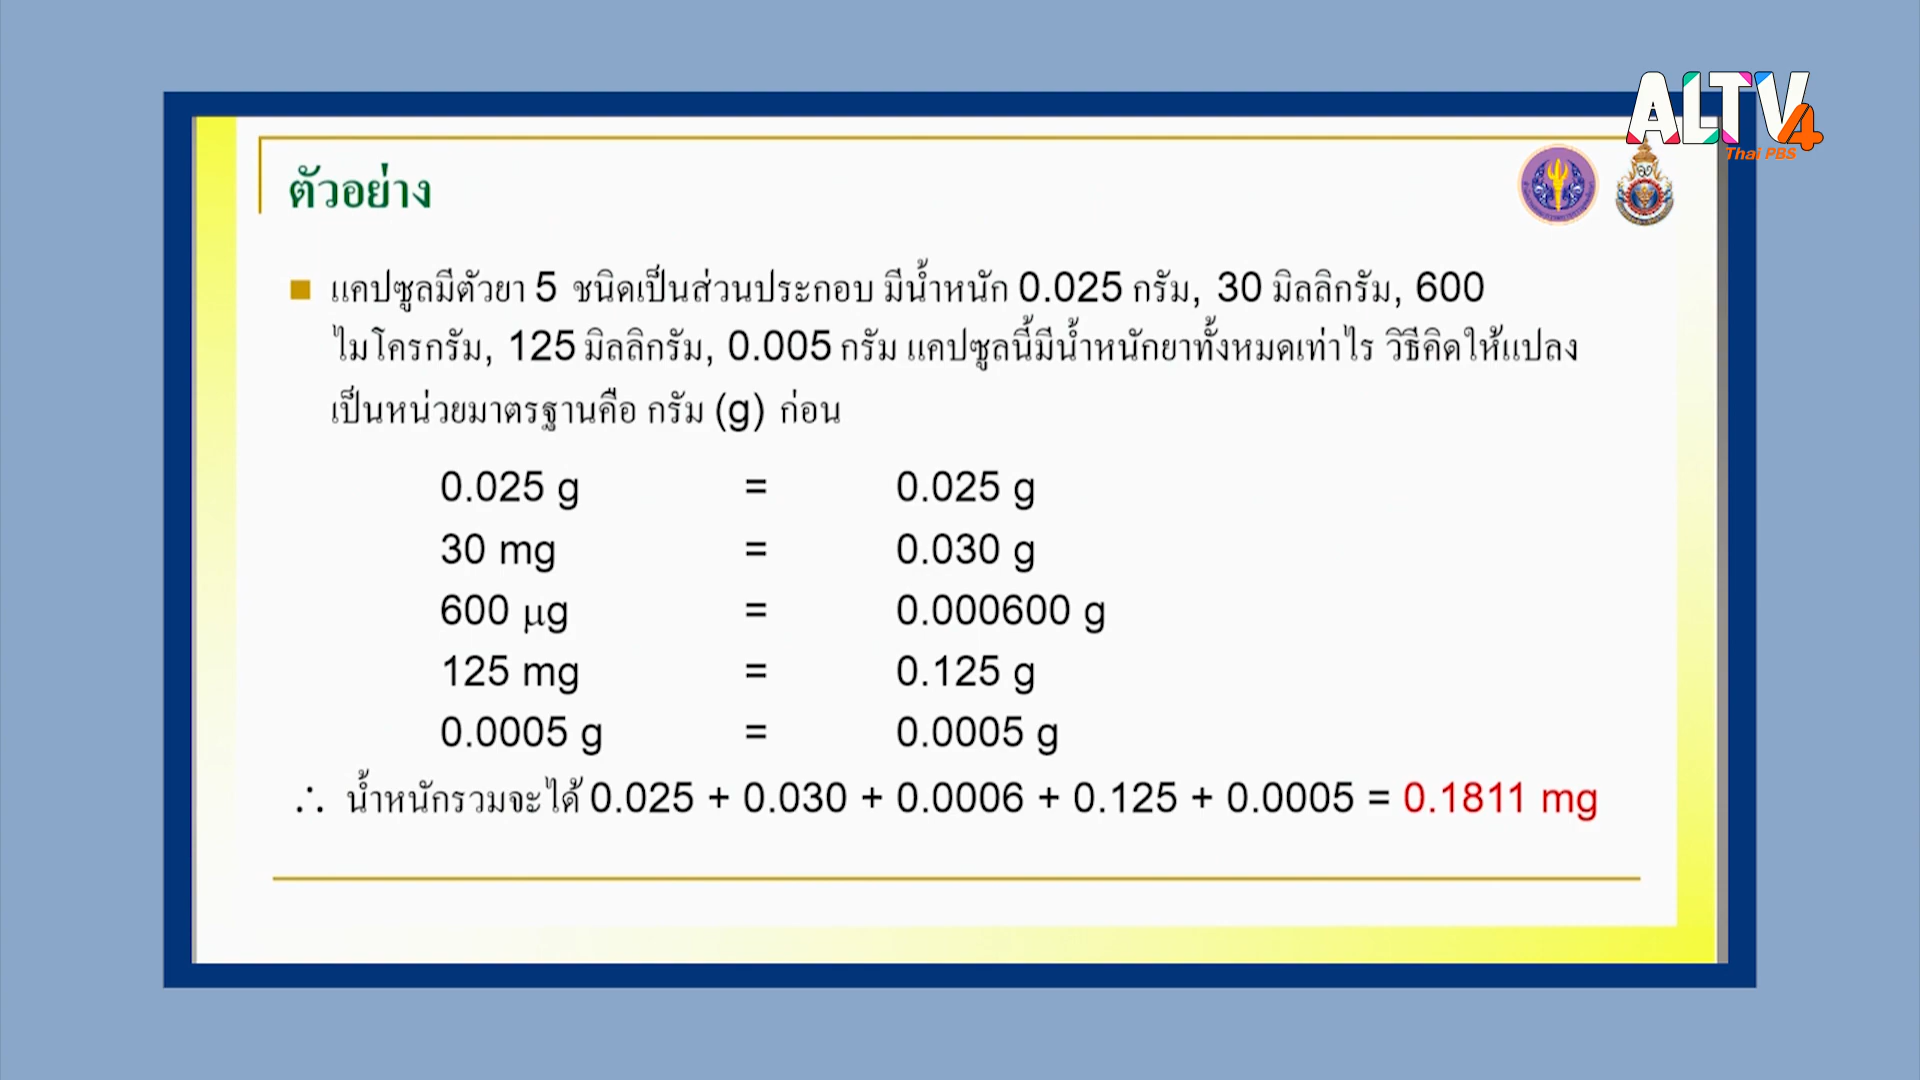 ALTV4
Thai PBS
ตัวอย่าง
แคปซูลมีตัวยา 5 ชนิดเป็นส่วนประกอบ มีน้ำหนัก 0.025 กรัม, 30 มิลลิกรัม, 600
ไมโครกรัม, 125 มิลลิกรัม, 0.005 กรัม แคปซูลนี้มีน้ำหนักยาทั้งหมดเท่าไร วิธีคิดให้แปลง
เป็นหน่วยมาตรฐานคือ กรัม (g) ก่อน
0.025 g = 0.025 g
30 mg = 0.030 g
600 µg = 0.000600 g
125 mg = 0.125 g
0.0005 g = 0.0005 g
∴ น้ำหนักรวมจะได้ 0.025 + 0.030 + 0.0006 + 0.125 + 0.0005 = 0.1811 mg